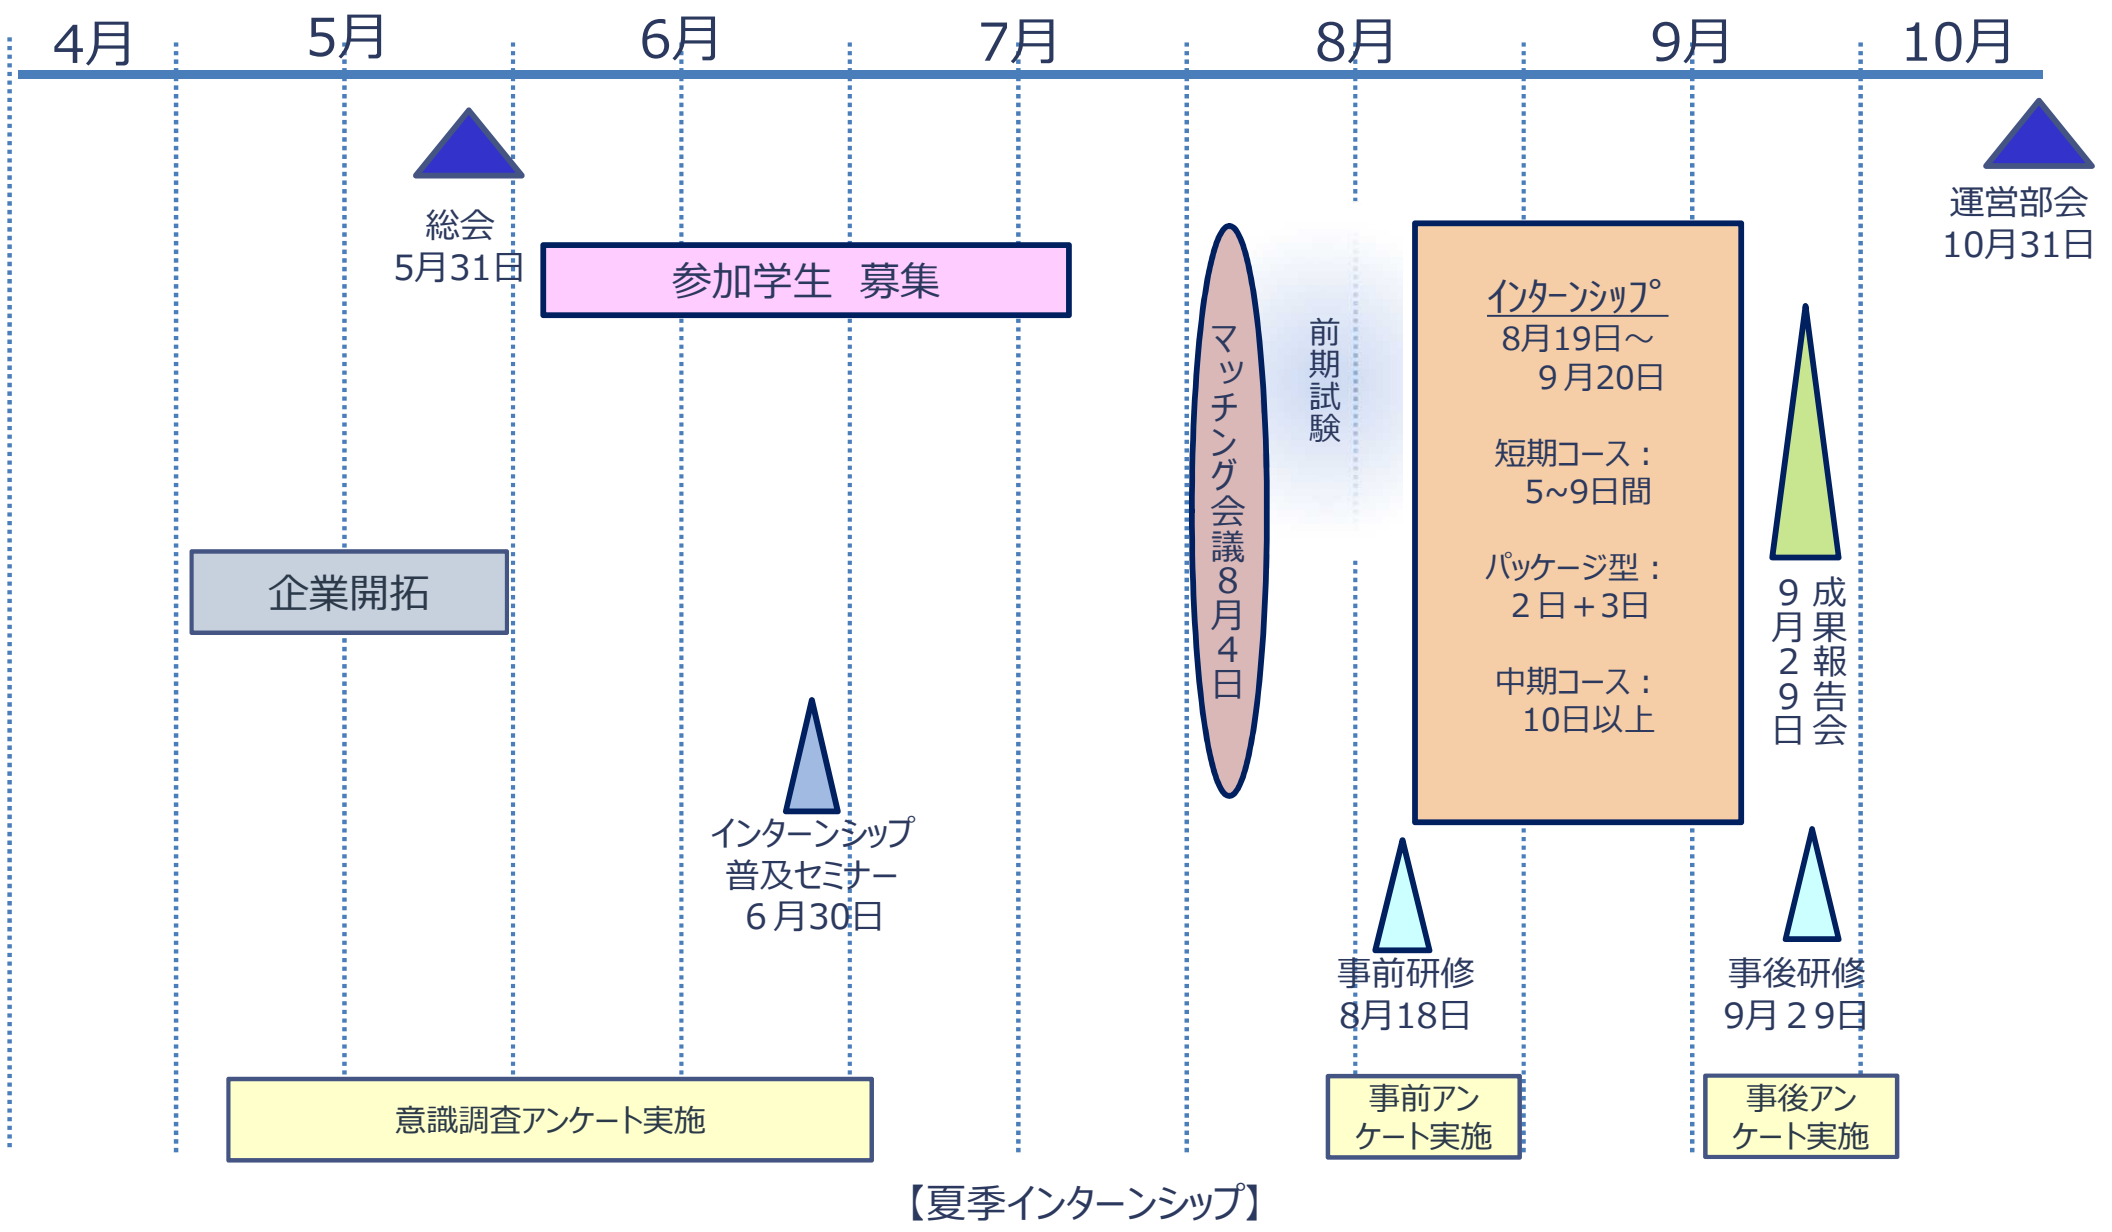 4月 5月 6月 7月 8月 9月 10月
総会
5月31日
運営部会
10月31日
参加学生　募集
マッチング会議８月４日
前期試験
インターンシップ
8月19日～
９月20日
短期コース：
5~9日間
パッケージ型：
２日＋3日
中期コース：
10日以上
成果報告会
９月２９日
企業開拓
インターンシップ
普及セミナー
６月30日
事前研修
8月18日
事後研修
9月２9日
意識調査アンケート実施
事前アン
ケート実施
事後アン
ケート実施
【夏季インターンシップ】